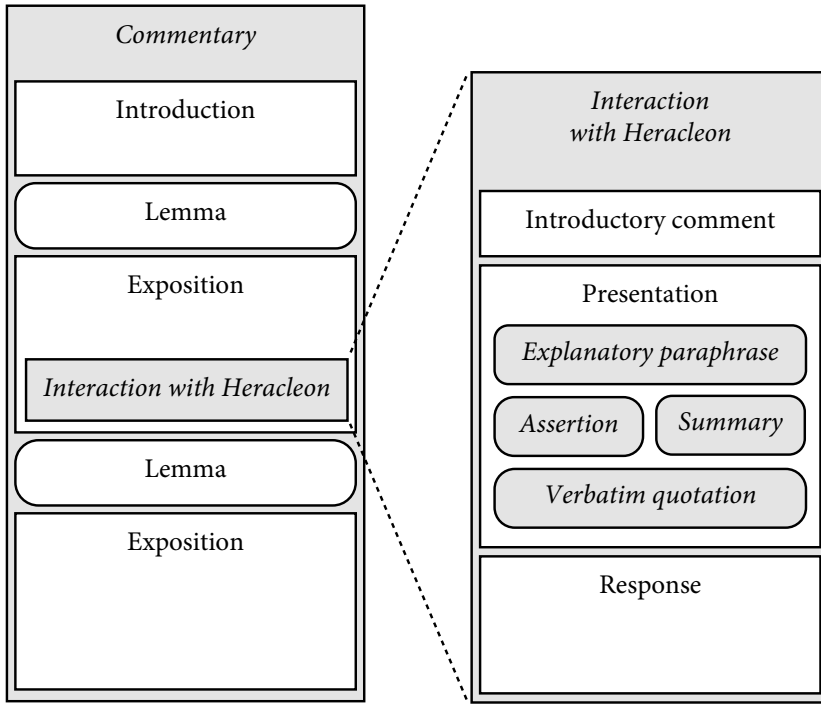 Commentary
Introduction
Lemma
Exposition
Interaction with Heracleon
Lemma
Exposition
Interaction
with Heracleon
Introductory comment
Presentation
Explanatory paraphrase
Assertion
Summary
Verbatim quotation
Response